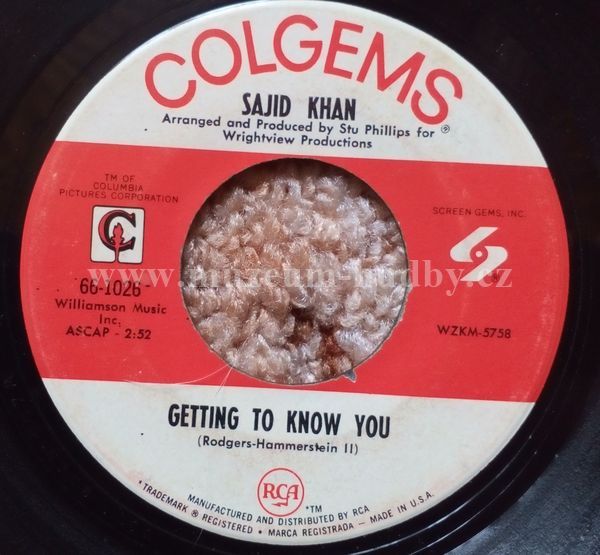 COLGEMS
SAJID KHAN
Arranged and Produced by Stu Phillips for ℗
Wrightview Productions
TM OF
COLUMBIA
PICTURES CORPORATION
C
SCREEN GEMS, INC.
66-1026
Williamson Music
Inc.
ASCAP - 2:52
WZKM-5758
www.muzeum-hudby.cz
GETTING TO KNOW YOU
(Rodgers-Hammerstein II)
RCA
*TM
MANUFACTURED AND DISTRIBUTED BY RCA
*TRADEMARK ® REGISTERED • MARCA REGISTRADA - MADE IN U.S.A.